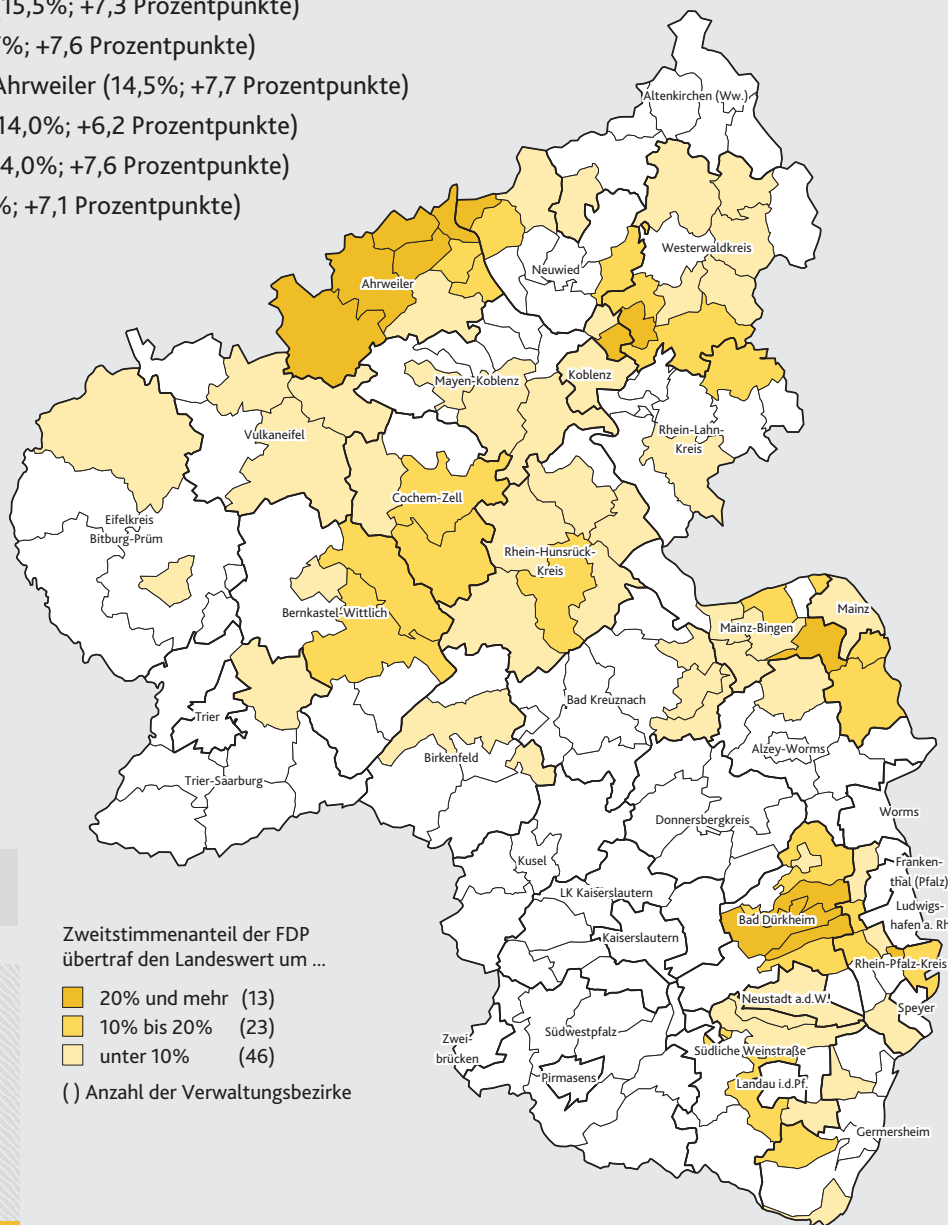 15,5%; +7,3 Prozentpunkte)
%; +7,6 Prozentpunkte)
Ahrweiler (14,5%; +7,7 Prozentpunkte)
14,0%; +6,2 Prozentpunkte)
4,0%; +7,6 Prozentpunkte)
%; +7,1 Prozentpunkte)
Altenkirchen (Ww.)
Westerwaldkreis
Neuwied
Ahrweiler
Koblenz
Mayen-Koblenz
Rhein-Lahn-
Kreis
Vulkaneifel
Cochem-Zell
Eifelkreis
Bitburg-Prüm
Rhein-Hunsrück-
Kreis
Bernkastel-Wittlich
Mainz
Mainz-Bingen
Bad Kreuznach
Trier
Alzey-Worms
Birkenfeld
Trier-Saarburg
Worms
Donnersbergkreis
Kusel
Franken-
thal (Pfalz)
LK Kaiserslautern
Ludwigs-
hafen a. Rh
Bad Dürkheim
Kaiserslautern
Rhein-Pfalz-Kreis
Neustadt a.d.W.
Speyer
Südwestpfalz
Zwei-
brücken
Südliche Weinstraße
Pirmasens
Landau i.d.Pf.
Germersheim
Zweitstimmenanteil der FDP
übertraf den Landeswert um ...
20% und mehr (13)
10% bis 20% (23)
unter 10% (46)
( ) Anzahl der Verwaltungsbezirke